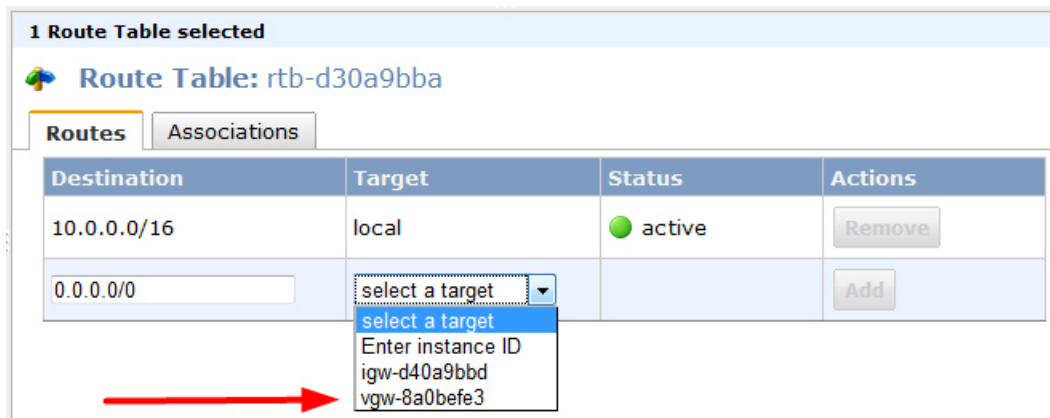 1 Route Table selected
Route Table: rtb-d30a9bba
Routes Associations
Destination Target Status Actions
10.0.0.0/16 local active Remove
0.0.0.0/0 select a target Add
select a target
Enter instance ID
igw-d40a9bbd
vgw-8a0befe3